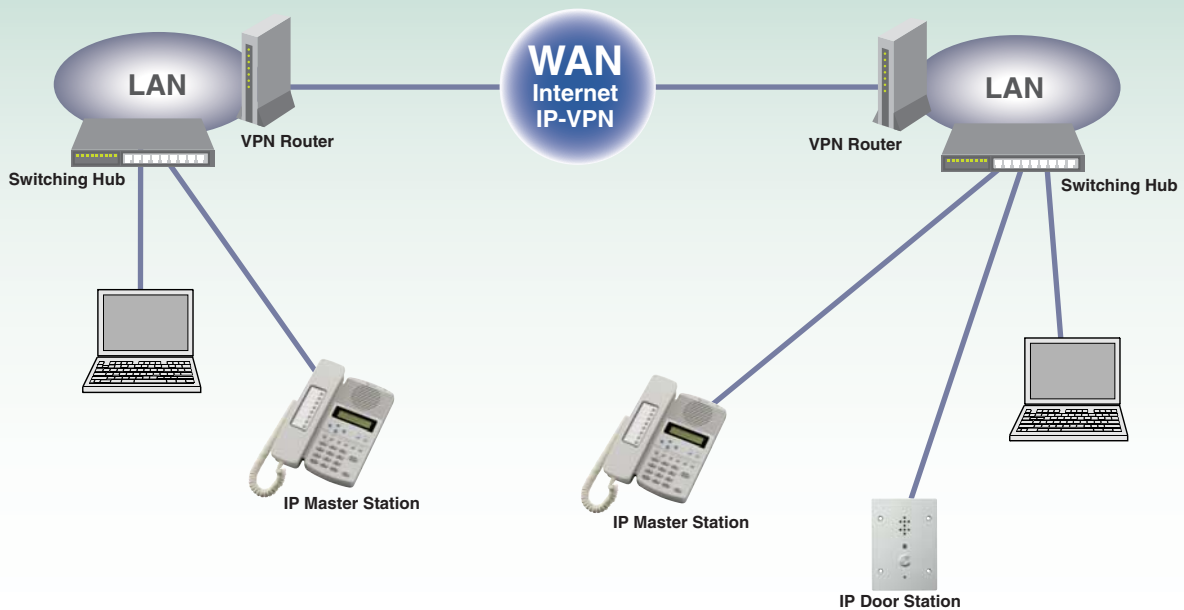 LAN
WAN
Internet
IP-VPN
LAN
VPN Router
VPN Router
Switching Hub
Switching Hub
IP Master Station
IP Master Station
IP Door Station